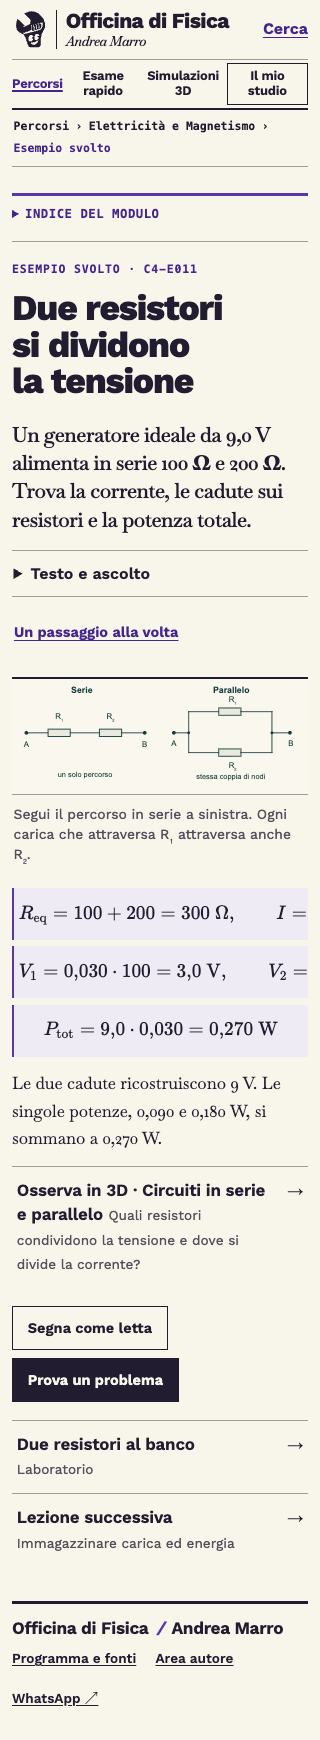 Officina di Fisica
Andrea Marro
Cerca
Percorsi
Esame rapido
Simulazioni 3D
Il mio studio
Percorsi › Elettricità e Magnetismo ›
Esempio svolto
▶ INDICE DEL MODULO
ESEMPIO SVOLTO · C4–E011
Due resistori
si dividono
la tensione
Un generatore ideale da 9,0 V
alimenta in serie 100 Ω e 200 Ω.
Trova la corrente, le cadute sui
resistori e la potenza totale.
▶ Testo e ascolto
Un passaggio alla volta
Serie
R₁ R₂
A B
un solo percorso
Parallelo
R₁
A B
R₂
stessa coppia di nodi
Segui il percorso in serie a sinistra. Ogni
carica che attraversa R₁ attraversa anche
R₂.
R_eq = 100 + 200 = 300 Ω, I =
V₁ = 0,030 · 100 = 3,0 V, V₂ =
P_tot = 9,0 · 0,030 = 0,270 W
Le due cadute ricostruiscono 9 V. Le
singole potenze, 0,090 e 0,180 W, si
sommano a 0,270 W.
Osserva in 3D · Circuiti in serie →
e parallelo Quali resistori
condividono la tensione e dove si
divide la corrente?
Segna come letta
Prova un problema
Due resistori al banco →
Laboratorio
Lezione successiva →
Immagazzinare carica ed energia
Officina di Fisica / Andrea Marro
Programma e fonti Area autore
WhatsApp ↗